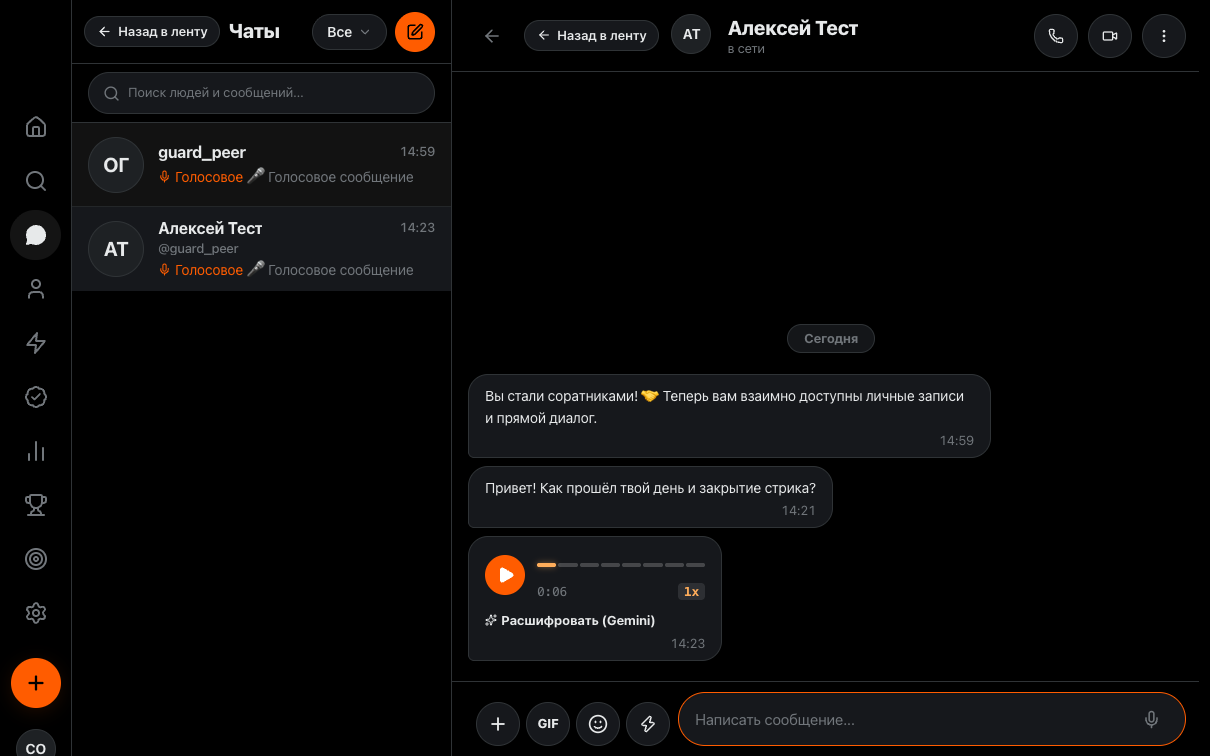 Назад в ленту
Чаты
Все
Поиск людей и сообщений...
ОГ
guard_peer
14:59
Голосовое 🎤 Голосовое сообщение
АТ
Алексей Тест
14:23
@guard_peer
Голосовое 🎤 Голосовое сообщение
СО
Назад в ленту
АТ
Алексей Тест
в сети
Сегодня
Вы стали соратниками! 🤝 Теперь вам взаимно доступны личные записи
и прямой диалог.
14:59
Привет! Как прошёл твой день и закрытие стрика?
14:21
0:06
1x
Расшифровать (Gemini)
14:23
GIF
Написать сообщение...